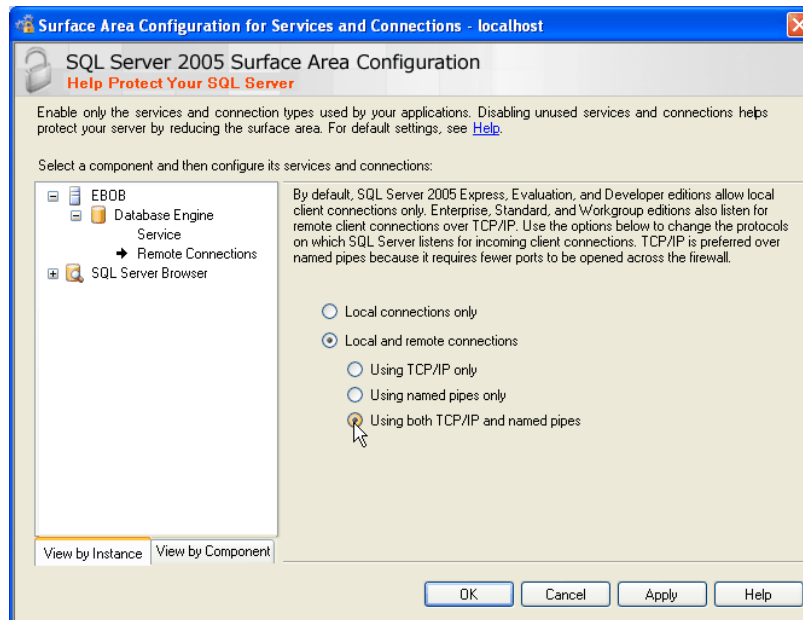 Surface Area Configuration for Services and Connections - localhost
SQL Server 2005 Surface Area Configuration
Help Protect Your SQL Server
Enable only the services and connection types used by your applications. Disabling unused services and connections helps
protect your server by reducing the surface area. For default settings, see Help.
Select a component and then configure its services and connections:
EBOB
Database Engine
Service
Remote Connections
SQL Server Browser
By default, SQL Server 2005 Express, Evaluation, and Developer editions allow local
client connections only. Enterprise, Standard, and Workgroup editions also listen for
remote client connections over TCP/IP. Use the options below to change the protocols
on which SQL Server listens for incoming client connections. TCP/IP is preferred over
named pipes because it requires fewer ports to be opened across the firewall.
Local connections only
Local and remote connections
Using TCP/IP only
Using named pipes only
Using both TCP/IP and named pipes
View by Instance View by Component
OK Cancel Apply Help